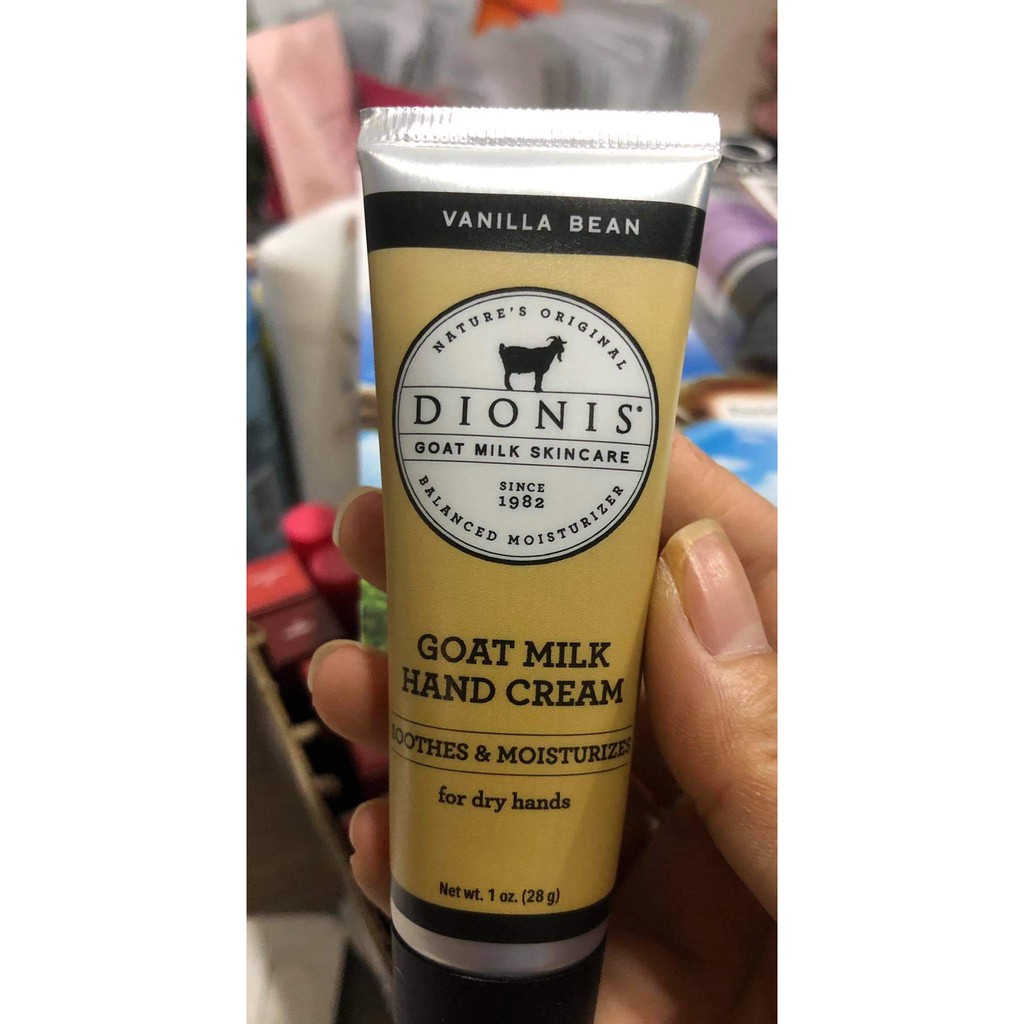 VANILLA BEAN
NATURE'S ORIGINAL
DIONIS®
GOAT MILK SKINCARE
SINCE
1982
BALANCED MOISTURIZER
GOAT MILK
HAND CREAM
SOOTHES & MOISTURIZES
for dry hands
Net wt. 1 oz. (28 g)